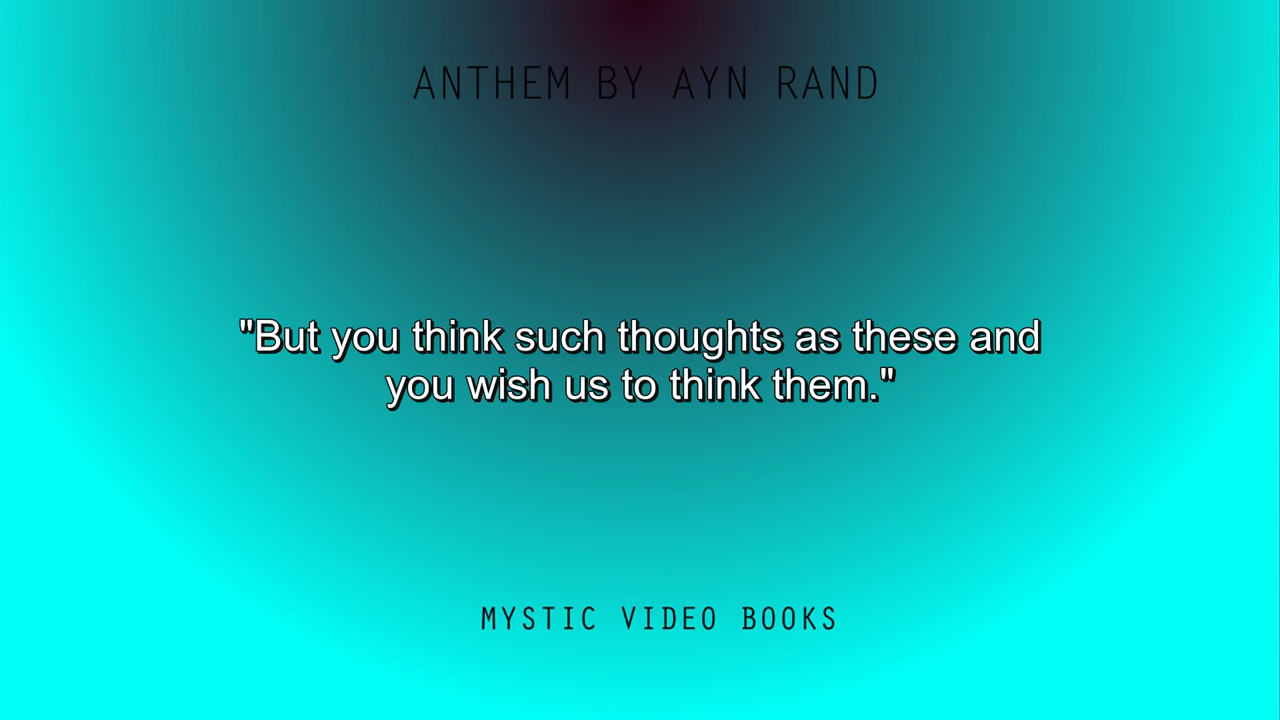 ANTHEM BY AYN RAND
"But you think such thoughts as these and
you wish us to think them."
MYSTIC VIDEO BOOKS